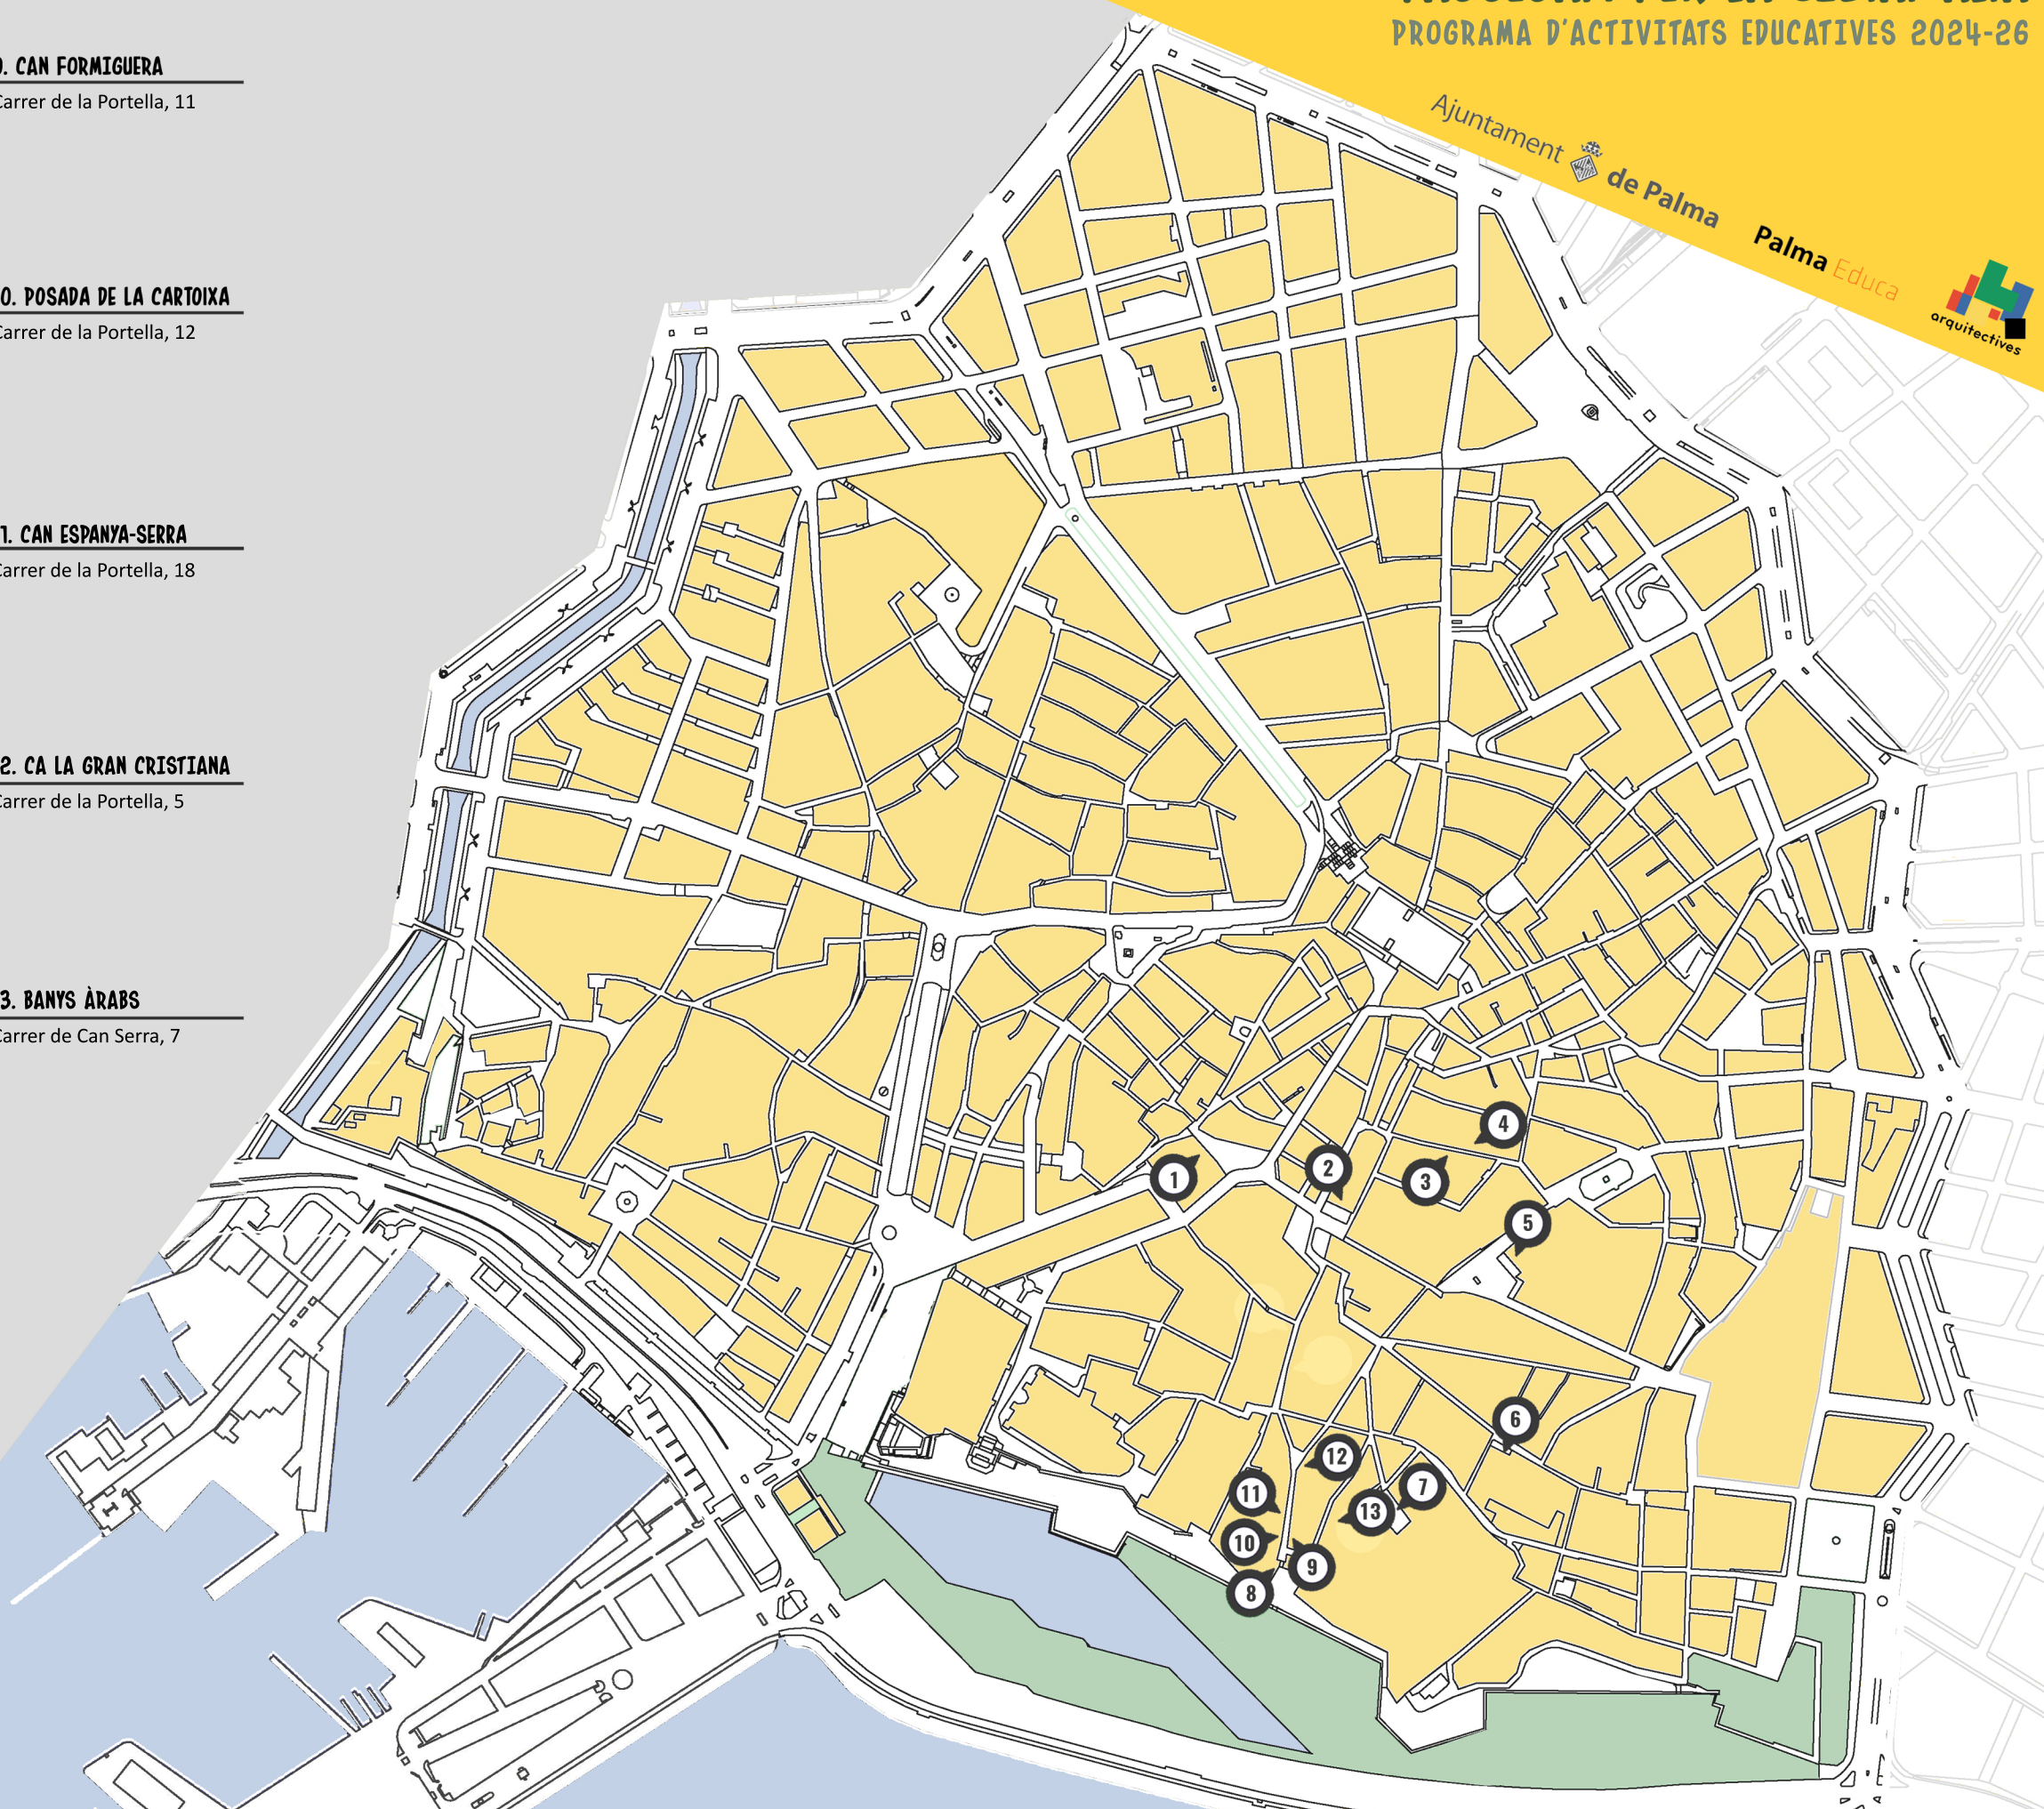 PROGRAMA D'ACTIVITATS EDUCATIVES 2024-26
Ajuntament de Palma
Palma Educa
arquitectives
. CAN FORMIGUERA
Carrer de la Portella, 11
0. POSADA DE LA CARTOIXA
Carrer de la Portella, 12
1. CAN ESPANYA-SERRA
Carrer de la Portella, 18
2. CA LA GRAN CRISTIANA
Carrer de la Portella, 5
3. BANYS ÀRABS
Carrer de Can Serra, 7
4
2
1
3
5
6
12
7
11
13
10
9
8